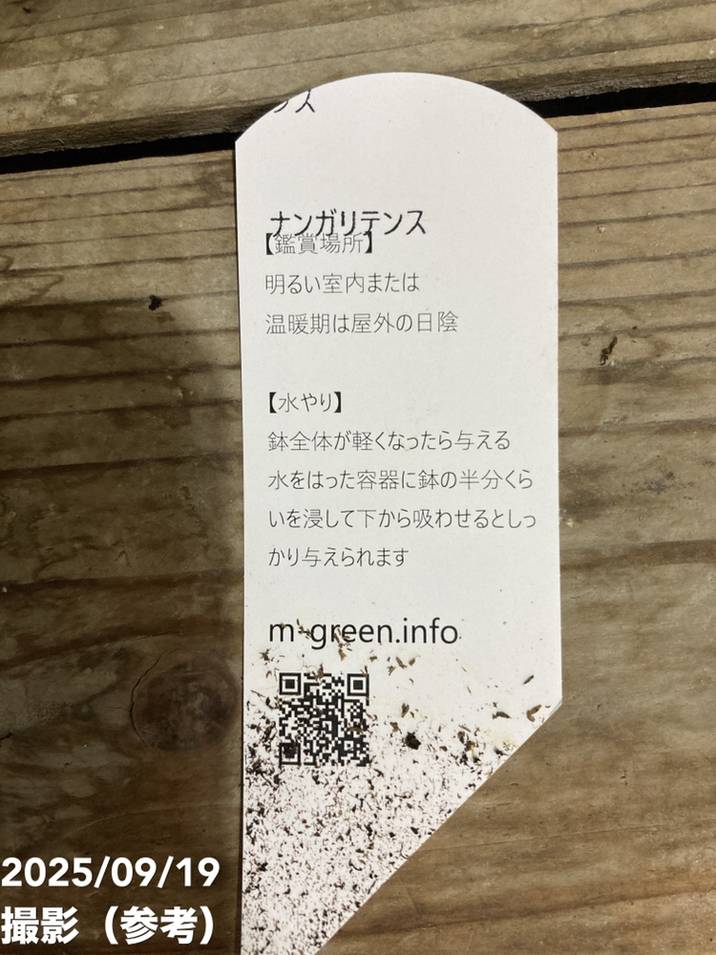 ンス
ナンガリテンス
【鑑賞場所】
明るい室内または
温暖期は屋外の日陰
【水やり】
鉢全体が軽くなったら与える
水をはった容器に鉢の半分くら
いを浸して下から吸わせるとしっ
かり与えられます
m-green.info
2025/09/19
撮影（参考）